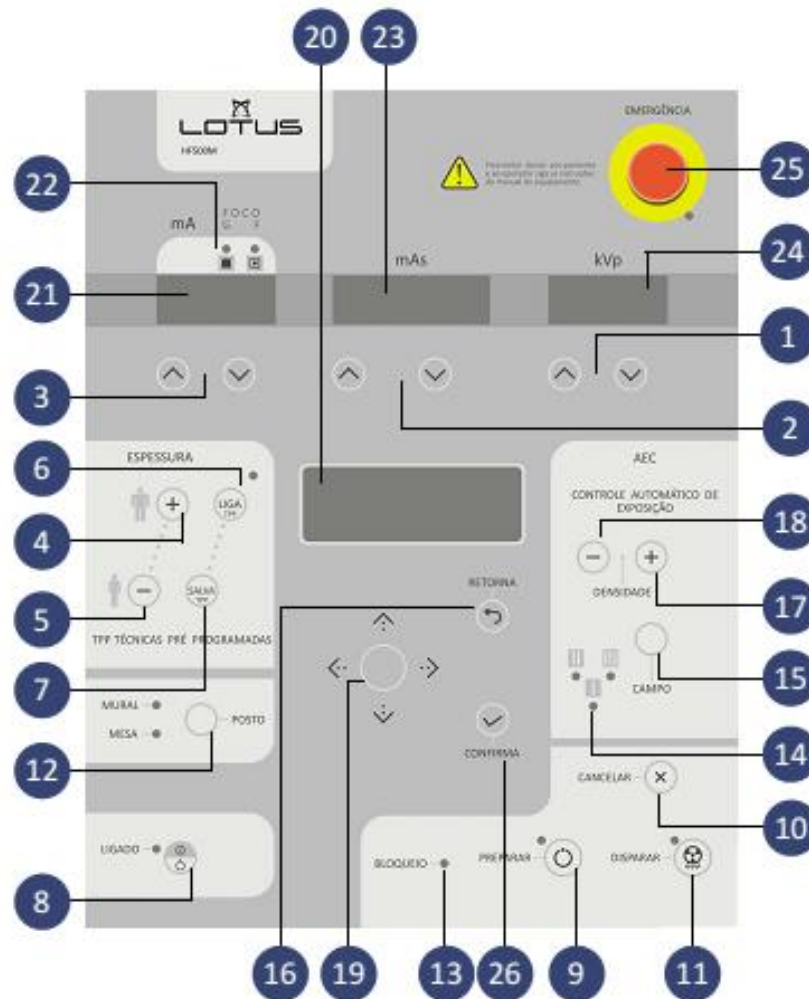 20
23
LOTUS
HF500M
EMERGÊNCIA
25
22
mA
FOCO
G F
mAs
kVp
24
21
1
3
2
6
ESPESSURA
LIGA
TPP
4
5
SALVA
TPP TÉCNICAS PRÉ PROGRAMADAS
7
AEC
CONTROLE AUTOMÁTICO DE
EXPOSIÇÃO
18
DENSIDADE
17
RETORNA
CAMPO
15
MURAL
MESA
POSTO
12
CONFIRMA
14
CANCELAR
10
LIGADO
8
BLOQUEIO
PREPARAR
DISPARAR
16
19
13
26
9
11